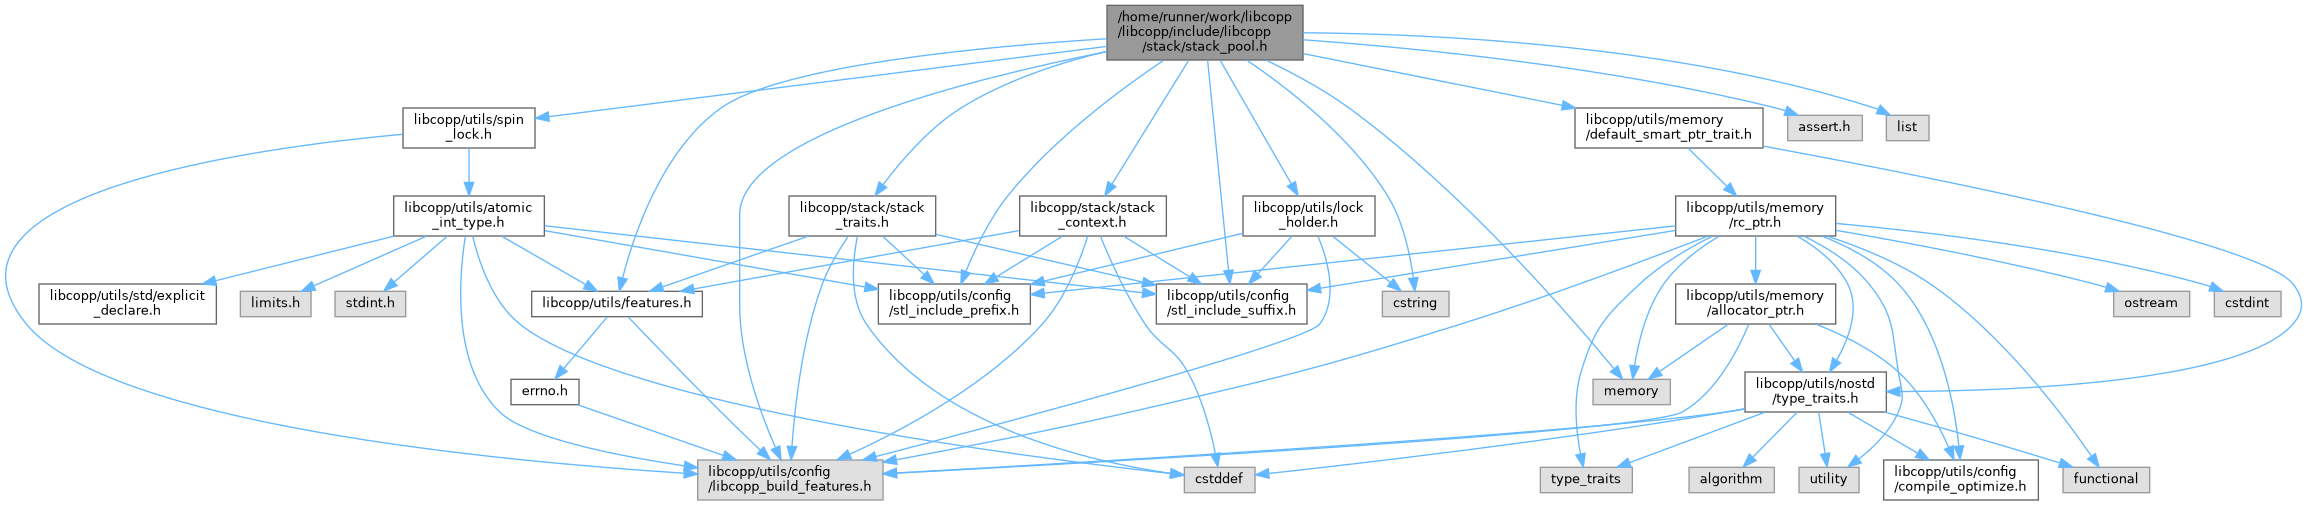 /home/runner/work/libcopp
/libcopp/include/libcopp
/stack/stack_pool.h
libcopp/utils/spin
_lock.h
libcopp/utils/memory
/default_smart_ptr_trait.h
assert.h
list
libcopp/utils/atomic
_int_type.h
libcopp/stack/stack
_traits.h
libcopp/stack/stack
_context.h
libcopp/utils/lock
_holder.h
libcopp/utils/memory
/rc_ptr.h
libcopp/utils/std/explicit
_declare.h
limits.h
stdint.h
libcopp/utils/features.h
libcopp/utils/config
/stl_include_prefix.h
libcopp/utils/config
/stl_include_suffix.h
cstring
libcopp/utils/memory
/allocator_ptr.h
ostream
cstdint
errno.h
memory
libcopp/utils/nostd
/type_traits.h
libcopp/utils/config
/libcopp_build_features.h
cstddef
type_traits
algorithm
utility
libcopp/utils/config
/compile_optimize.h
functional